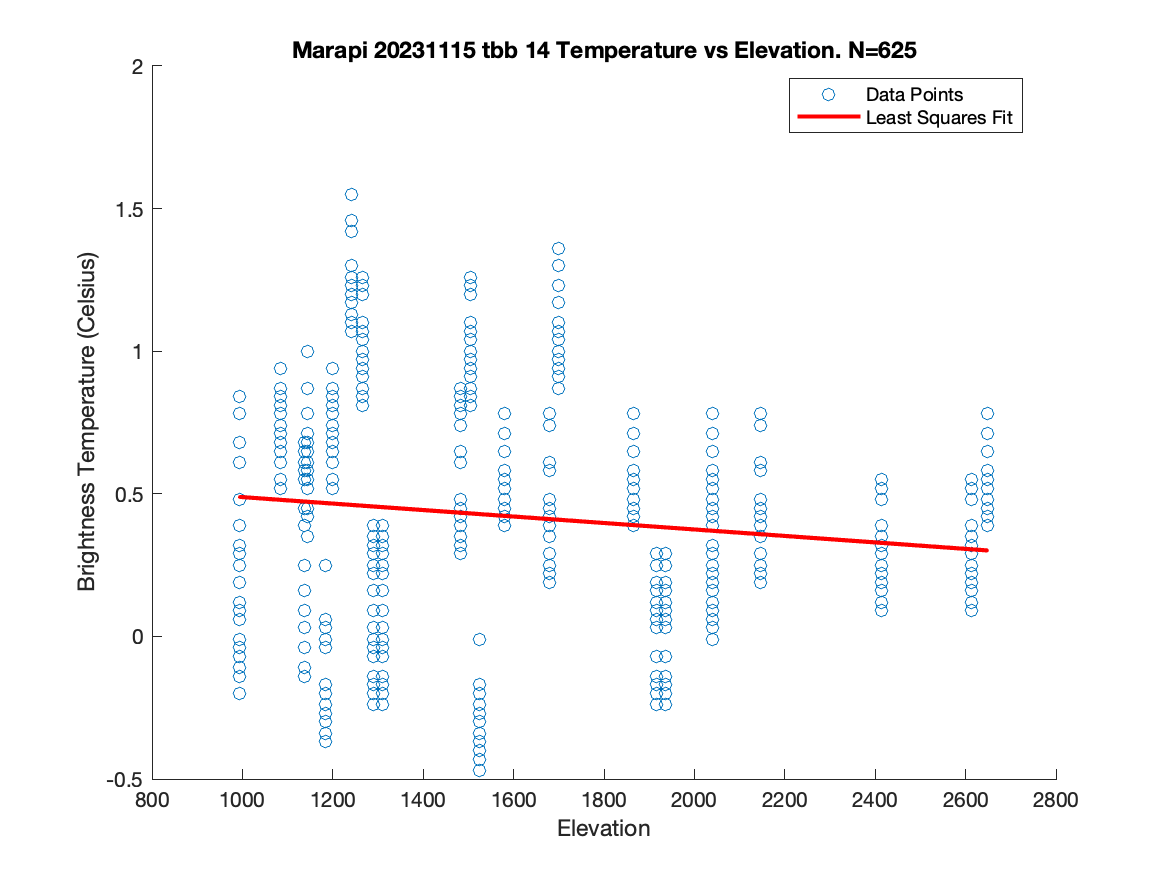 Marapi 20231115 tbb 14 Temperature vs Elevation. N=625
Data Points
Least Squares Fit
2
1.5
1
0.5
0
-0.5
Brightness Temperature (Celsius)
800 1000 1200 1400 1600 1800 2000 2200 2400 2600 2800
Elevation